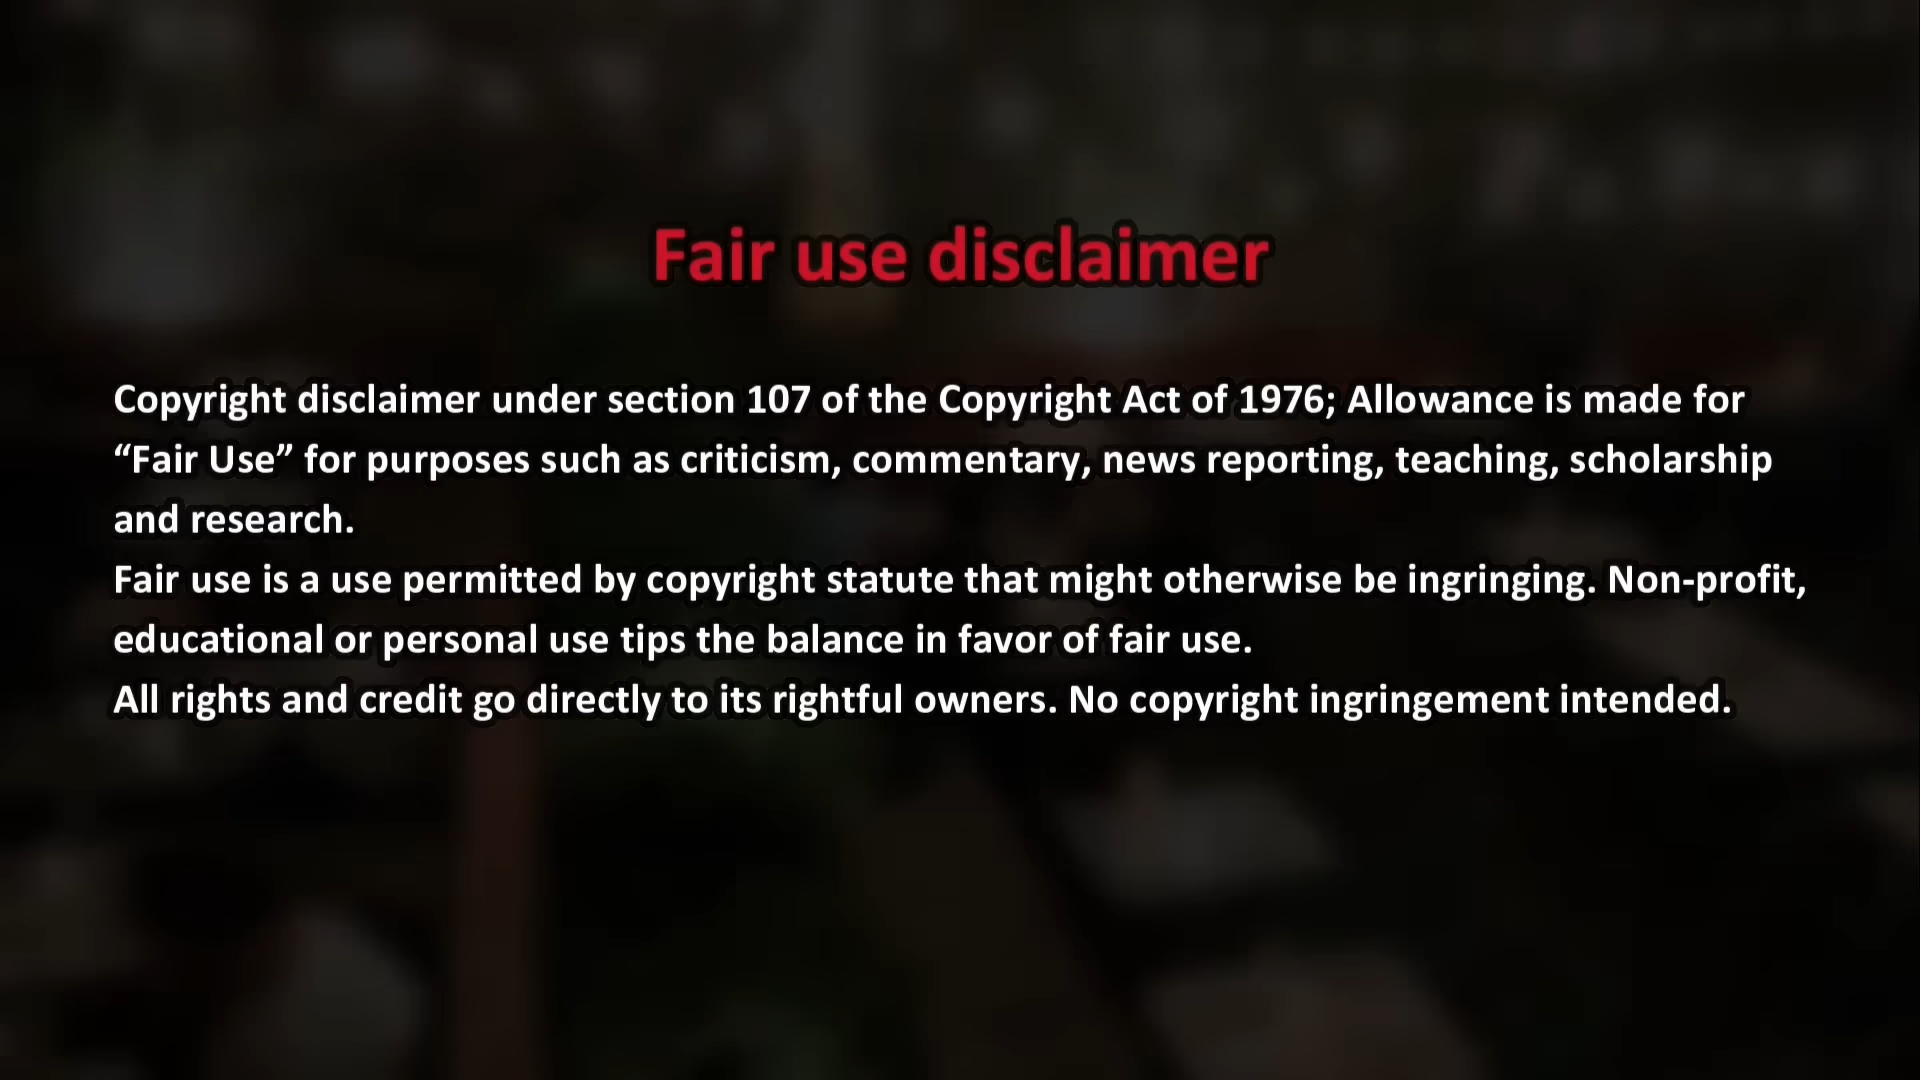 Fair use disclaimer
Copyright disclaimer under section 107 of the Copyright Act of 1976; Allowance is made for
“Fair Use” for purposes such as criticism, commentary, news reporting, teaching, scholarship
and research.
Fair use is a use permitted by copyright statute that might otherwise be ingringing. Non-profit,
educational or personal use tips the balance in favor of fair use.
All rights and credit go directly to its rightful owners. No copyright ingringement intended.